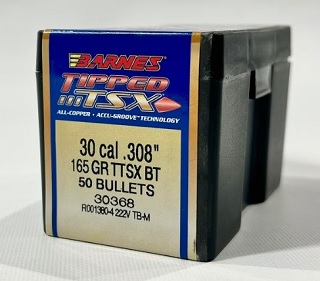 BARNES
TIPPED
TSX
ALL-COPPER • ACCU-GROOVE™ TECHNOLOGY
30 cal .308"
165 GR TTSX BT
50 BULLETS
30368
R001380-4 222V TB-M